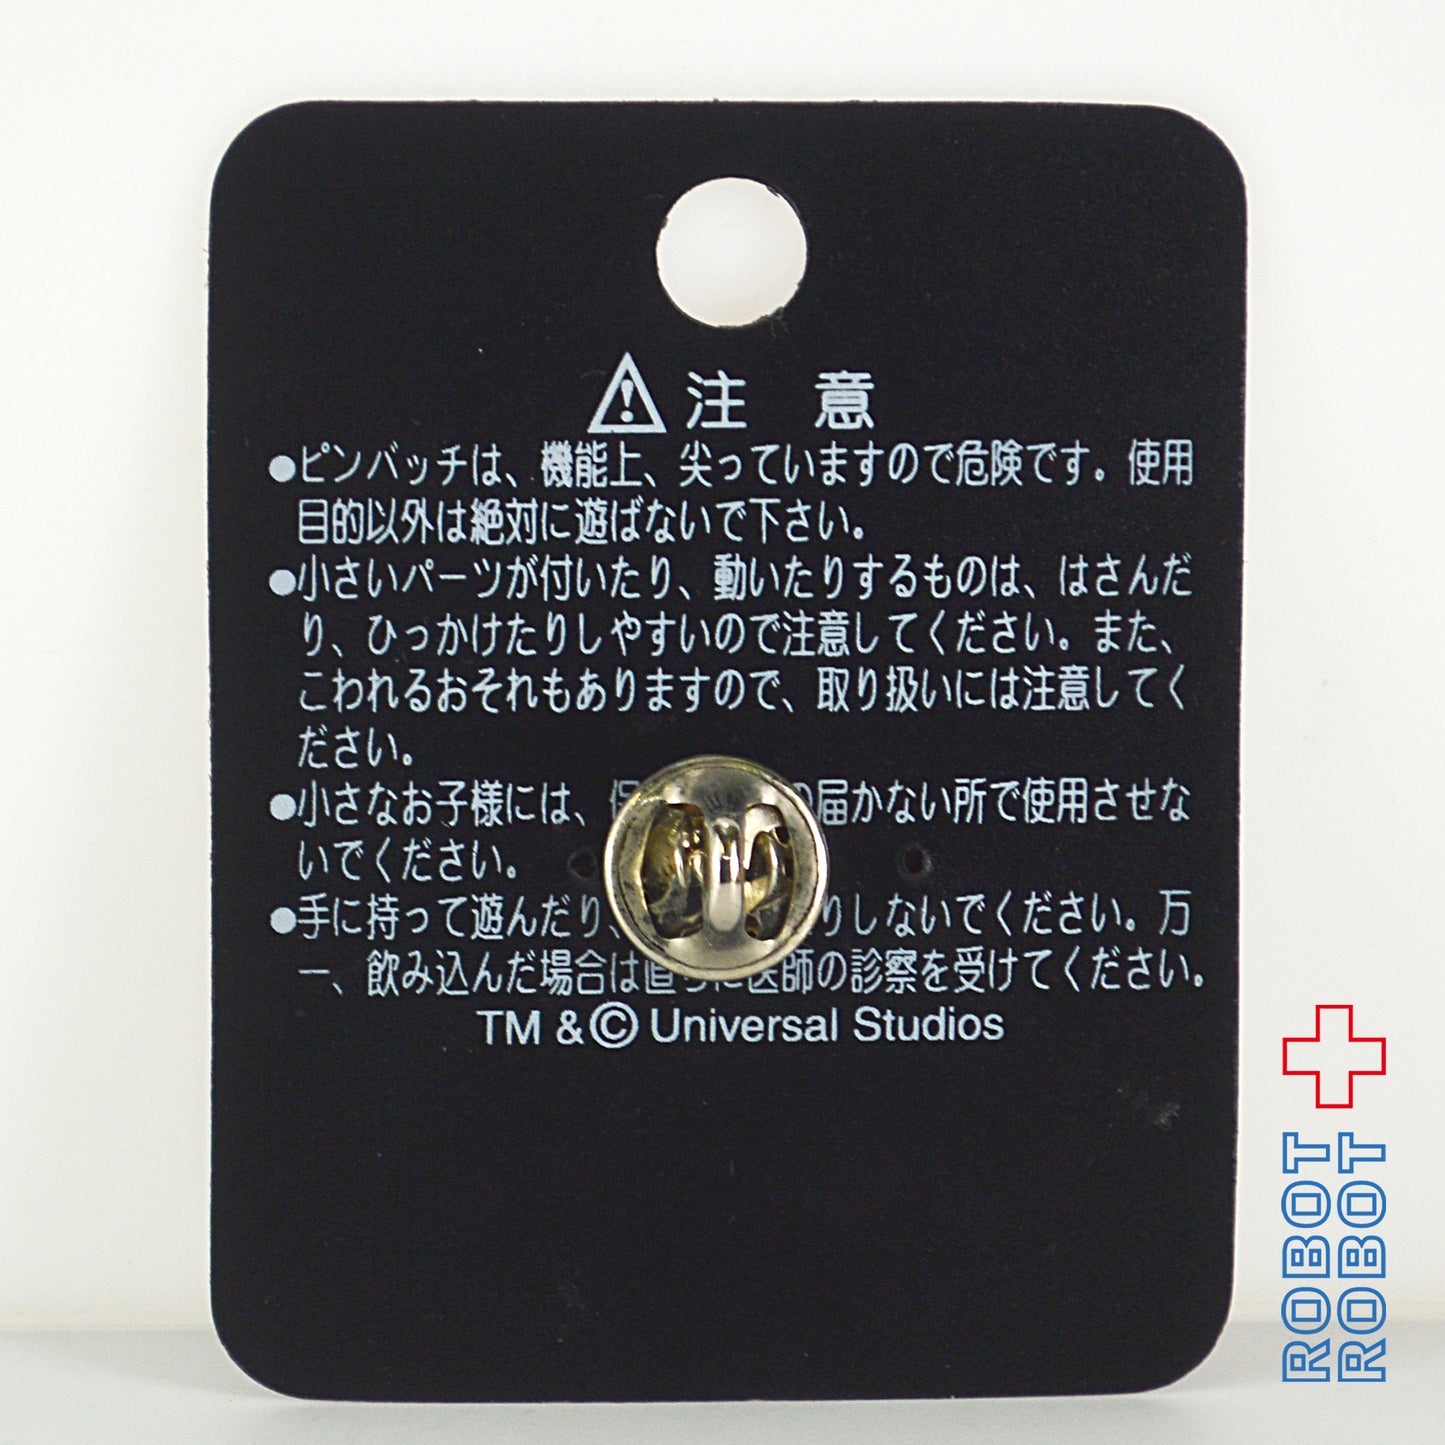 注 意
●ピンバッチは、機能上、尖っていますので危険です。使用
目的以外は絶対に遊ばないで下さい。
●小さいパーツが付いたり、動いたりするものは、はさんだ
り、ひっかけたりしやすいので注意してください。また、
こわれるおそれもありますので、取り扱いには注意してく
ださい。
●小さなお子様には、保 の届かない所で使用させな
いでください。
●手に持って遊んだり、 りしないでください。万
一、飲み込んだ場合は直ちに医師の診察を受けてください。
TM & © Universal Studios
ROBOT
ROBOT